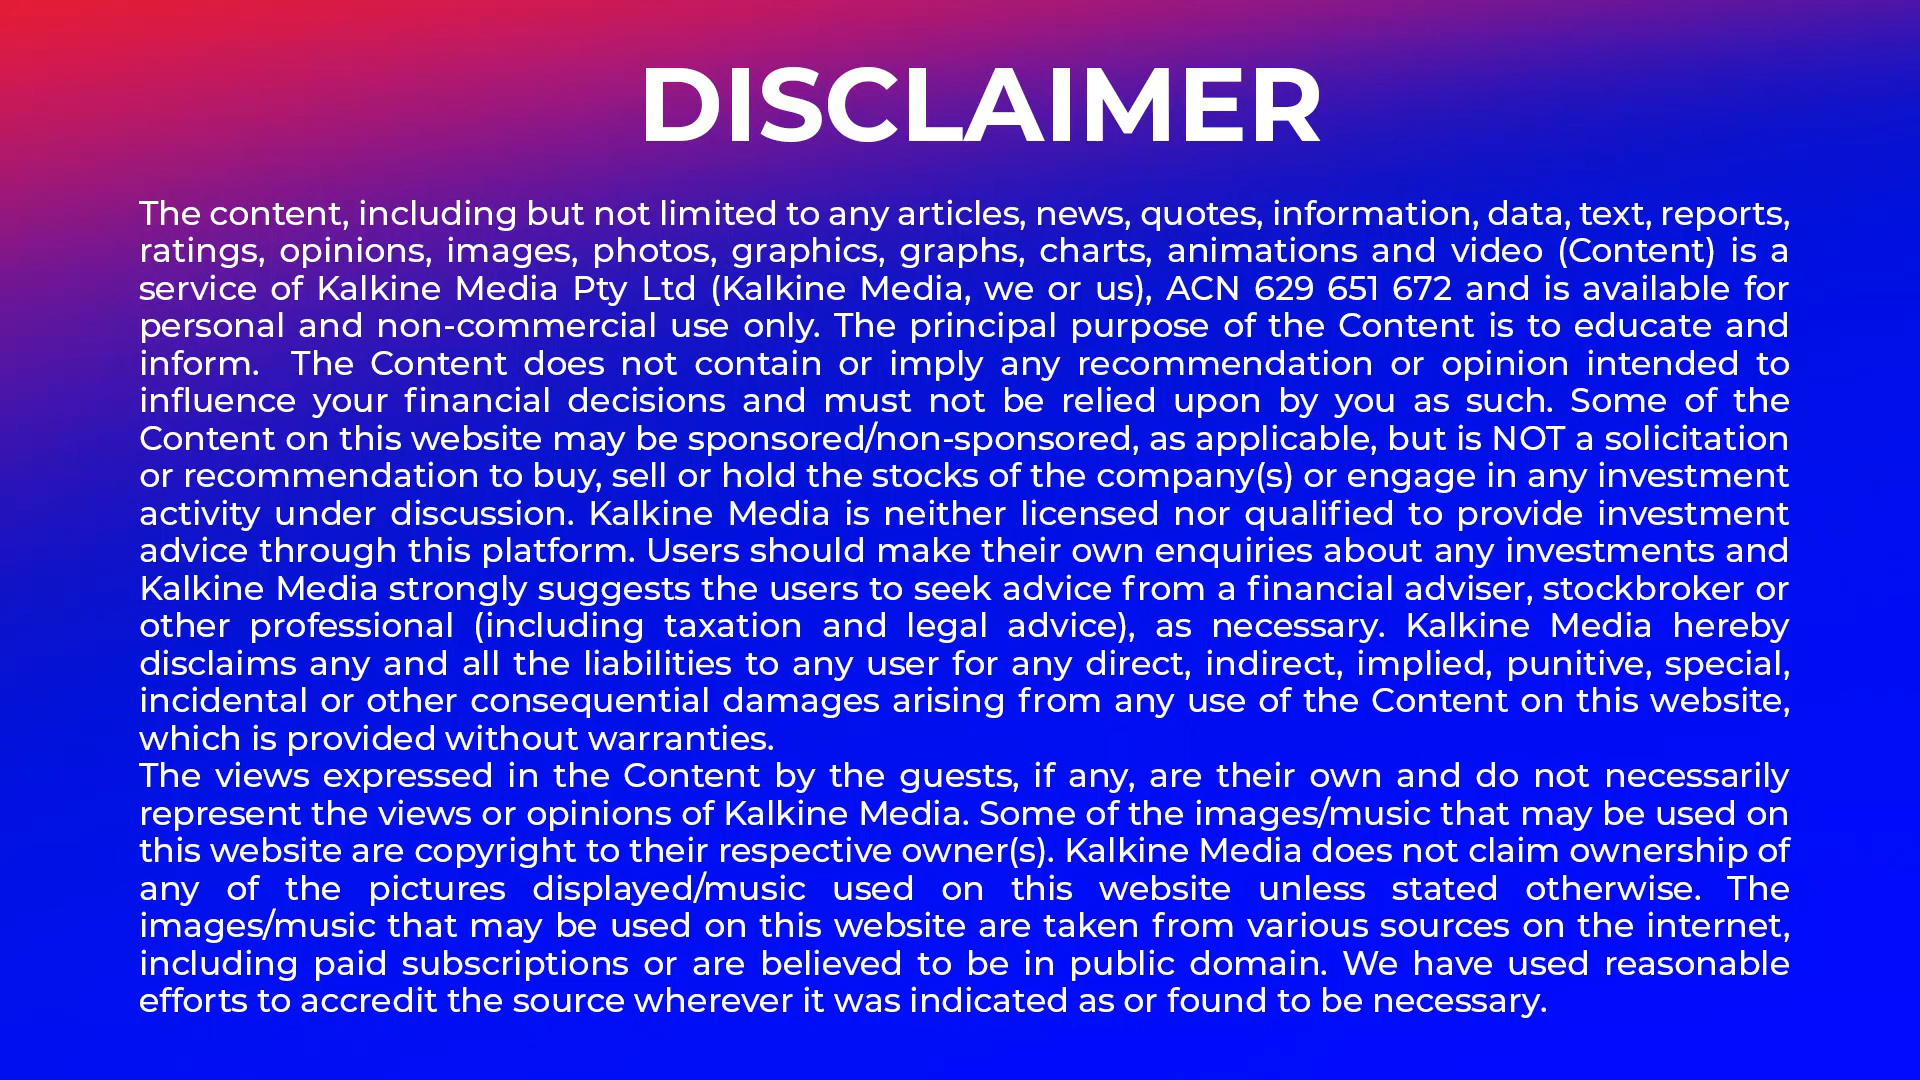 DISCLAIMER
The content, including but not limited to any articles, news, quotes, information, data, text, reports,
ratings, opinions, images, photos, graphics, graphs, charts, animations and video (Content) is a
service of Kalkine Media Pty Ltd (Kalkine Media, we or us), ACN 629 651 672 and is available for
personal and non-commercial use only. The principal purpose of the Content is to educate and
inform.  The Content does not contain or imply any recommendation or opinion intended to
influence your financial decisions and must not be relied upon by you as such. Some of the
Content on this website may be sponsored/non-sponsored, as applicable, but is NOT a solicitation
or recommendation to buy, sell or hold the stocks of the company(s) or engage in any investment
activity under discussion. Kalkine Media is neither licensed nor qualified to provide investment
advice through this platform. Users should make their own enquiries about any investments and
Kalkine Media strongly suggests the users to seek advice from a financial adviser, stockbroker or
other professional (including taxation and legal advice), as necessary. Kalkine Media hereby
disclaims any and all the liabilities to any user for any direct, indirect, implied, punitive, special,
incidental or other consequential damages arising from any use of the Content on this website,
which is provided without warranties.
The views expressed in the Content by the guests, if any, are their own and do not necessarily
represent the views or opinions of Kalkine Media. Some of the images/music that may be used on
this website are copyright to their respective owner(s). Kalkine Media does not claim ownership of
any of the pictures displayed/music used on this website unless stated otherwise. The
images/music that may be used on this website are taken from various sources on the internet,
including paid subscriptions or are believed to be in public domain. We have used reasonable
efforts to accredit the source wherever it was indicated as or found to be necessary.